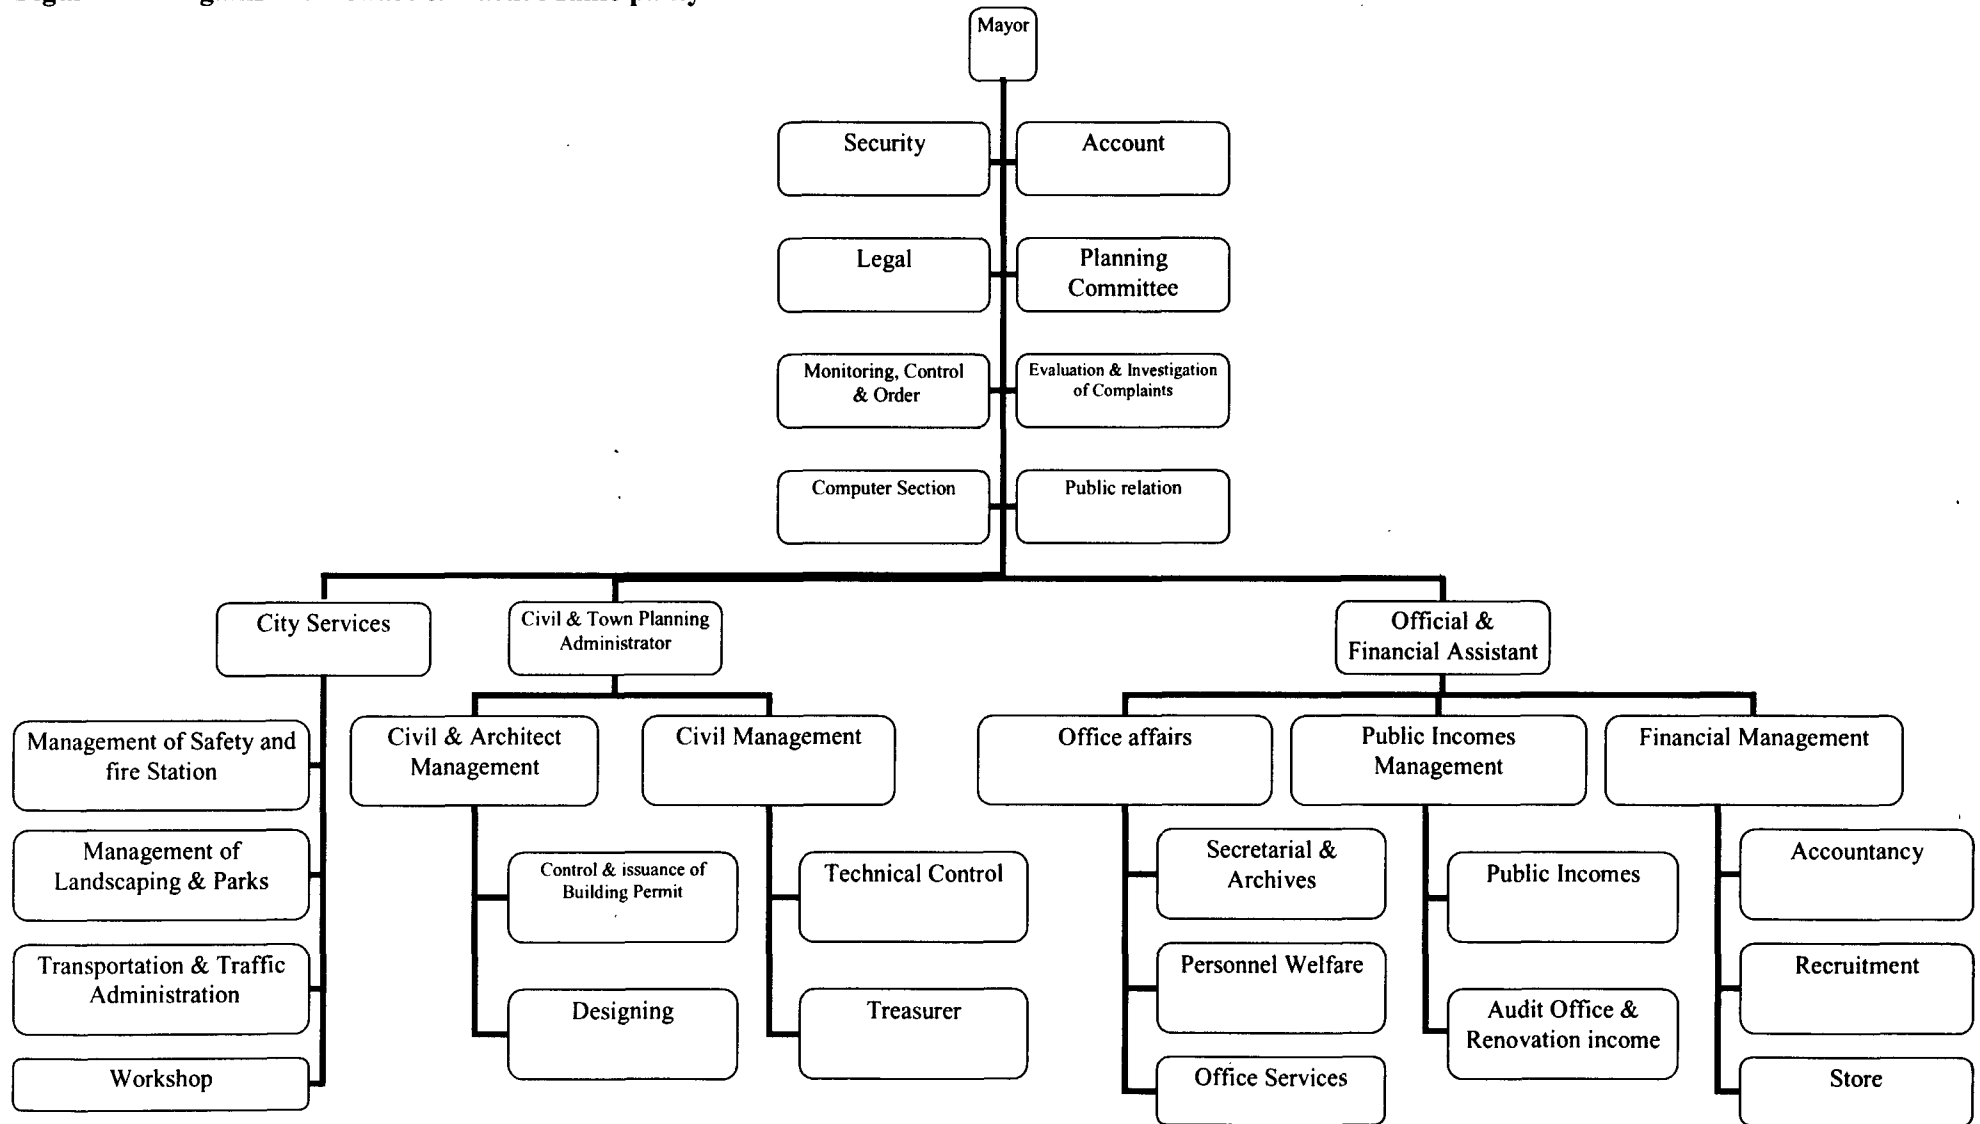 Mayor
Security
Account
Legal
Planning
Committee
Monitoring, Control
& Order
Evaluation & Investigation
of Complaints
Computer Section
Public relation
City Services
Civil & Town Planning
Administrator
Official &
Financial Assistant
Management of Safety and
fire Station
Civil & Architect
Management
Civil Management
Office affairs
Public Incomes
Management
Financial Management
Management of
Landscaping & Parks
Control & issuance of
Building Permit
Technical Control
Secretarial &
Archives
Public Incomes
Accountancy
Transportation & Traffic
Administration
Designing
Treasurer
Personnel Welfare
Audit Office &
Renovation income
Recruitment
Workshop
Office Services
Store